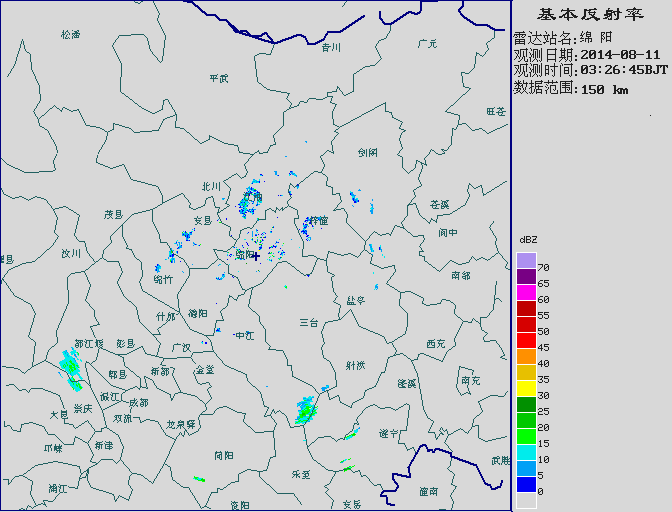 基本反射率
雷达站名:绵 阳
观测日期:2014-08-11
观测时间:03:26:45BJT
数据范围:150 km
dBZ
70
65
60
55
50
45
40
35
30
25
20
15
10
5
0
松潘
青川
广元
平武
旺苍
剑阁
北川
苍溪
茂县
安县
梓潼
阆中
汶川
绵阳
县
绵竹
南部
盐亭
什邡
德阳
三台
中江
都江堰
彭县
广汉
西充
射洪
郫县
新都
金堂
蓬溪
南充
温江
成都
大邑
崇庆
双流
龙泉驿
遂宁
邛崃
新津
简阳
武胜
蒲江
乐至
潼南
资阳
安岳